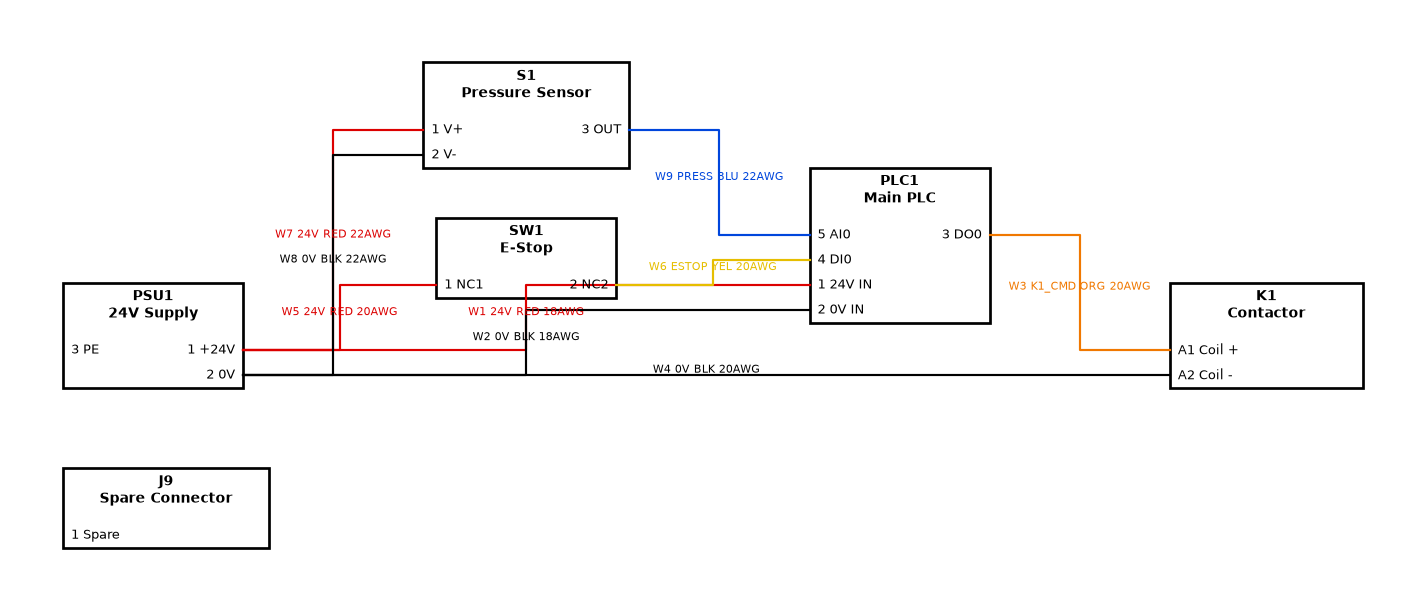 S1
Pressure Sensor
1 V+
3 OUT
2 V-
W9 PRESS BLU 22AWG
PLC1
Main PLC
5 AI0
3 DO0
4 DI0
1 24V IN
2 0V IN
W7 24V RED 22AWG
W8 0V BLK 22AWG
SW1
E-Stop
1 NC1
2 NC2
W6 ESTOP YEL 20AWG
W3 K1_CMD ORG 20AWG
PSU1
24V Supply
3 PE
1 +24V
2 0V
W5 24V RED 20AWG
W1 24V RED 18AWG
W2 0V BLK 18AWG
W4 0V BLK 20AWG
K1
Contactor
A1 Coil +
A2 Coil -
J9
Spare Connector
1 Spare